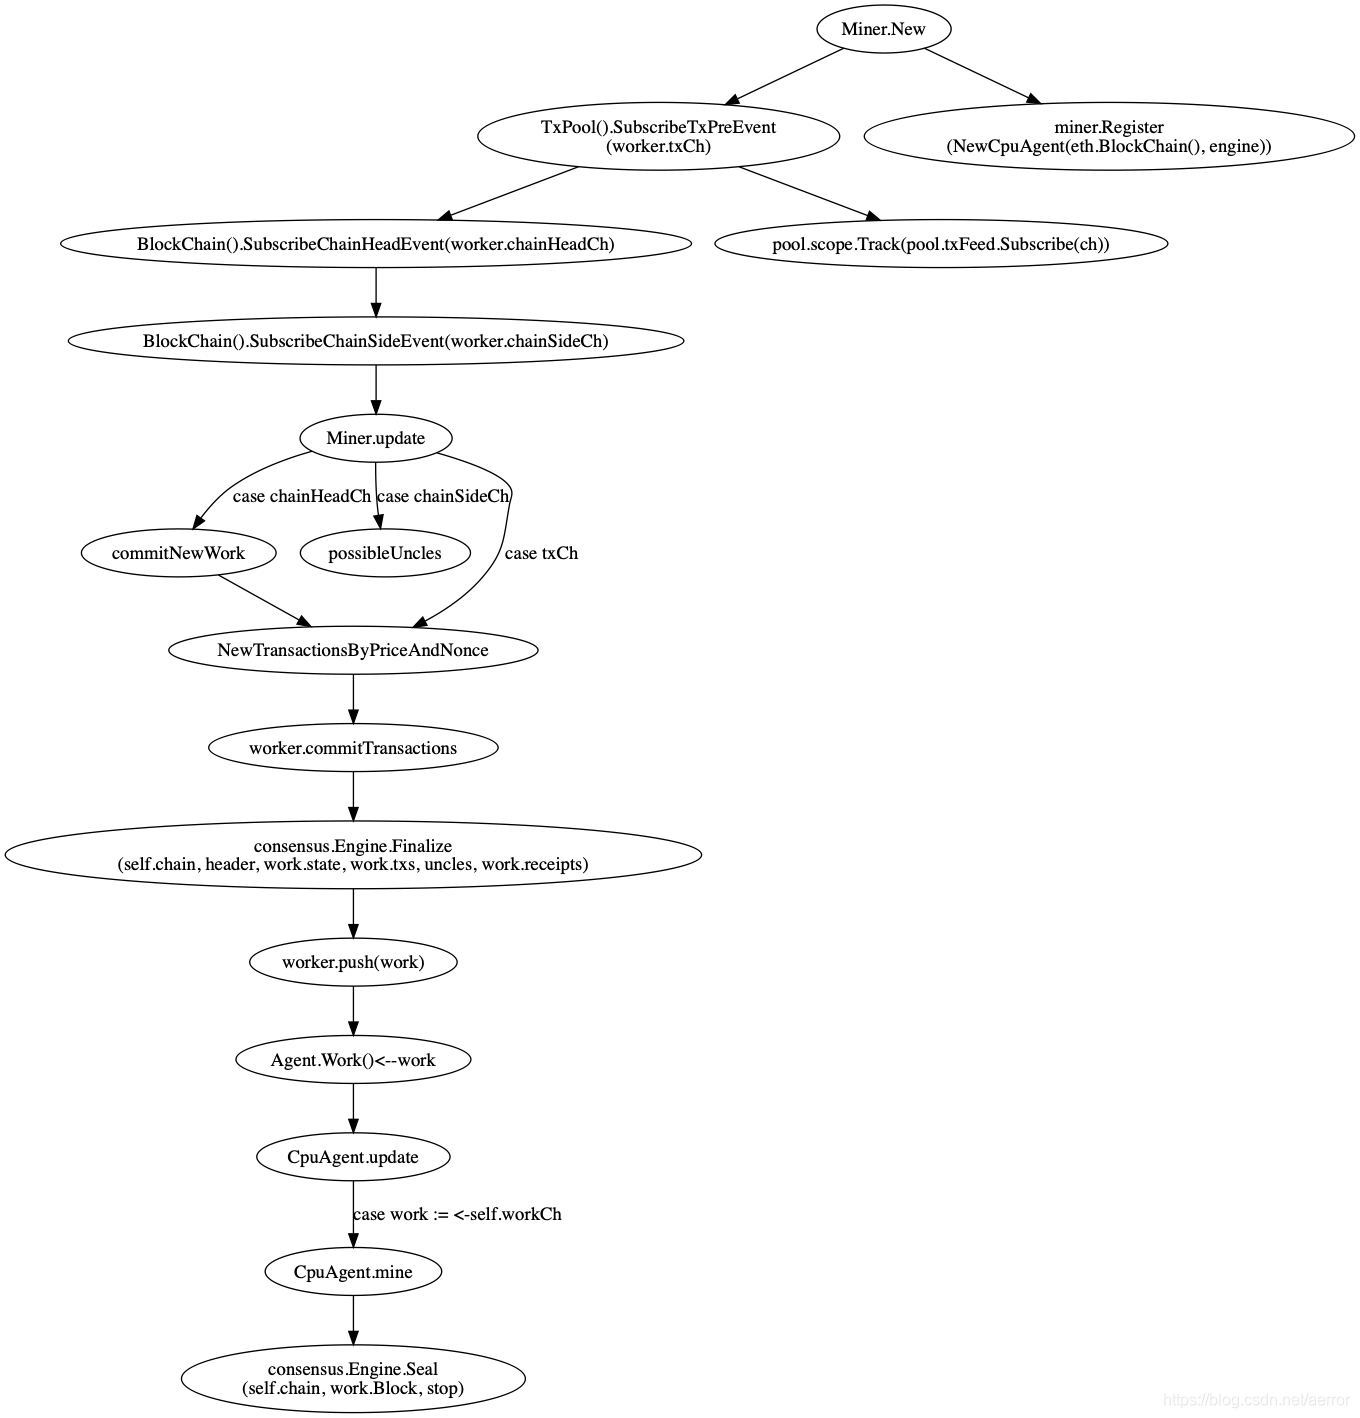 Miner.New
TxPool().SubscribeTxPreEvent
(worker.txCh)
miner.Register
(NewCpuAgent(eth.BlockChain(), engine))
BlockChain().SubscribeChainHeadEvent(worker.chainHeadCh)
pool.scope.Track(pool.txFeed.Subscribe(ch))
BlockChain().SubscribeChainSideEvent(worker.chainSideCh)
Miner.update
case chainHeadCh
case chainSideCh
commitNewWork
possibleUncles
case txCh
NewTransactionsByPriceAndNonce
worker.commitTransactions
consensus.Engine.Finalize
(self.chain, header, work.state, work.txs, uncles, work.receipts)
worker.push(work)
Agent.Work()<--work
CpuAgent.update
case work := <-self.workCh
CpuAgent.mine
consensus.Engine.Seal
(self.chain, work.Block, stop)
https://blog.csdn.net/aerror